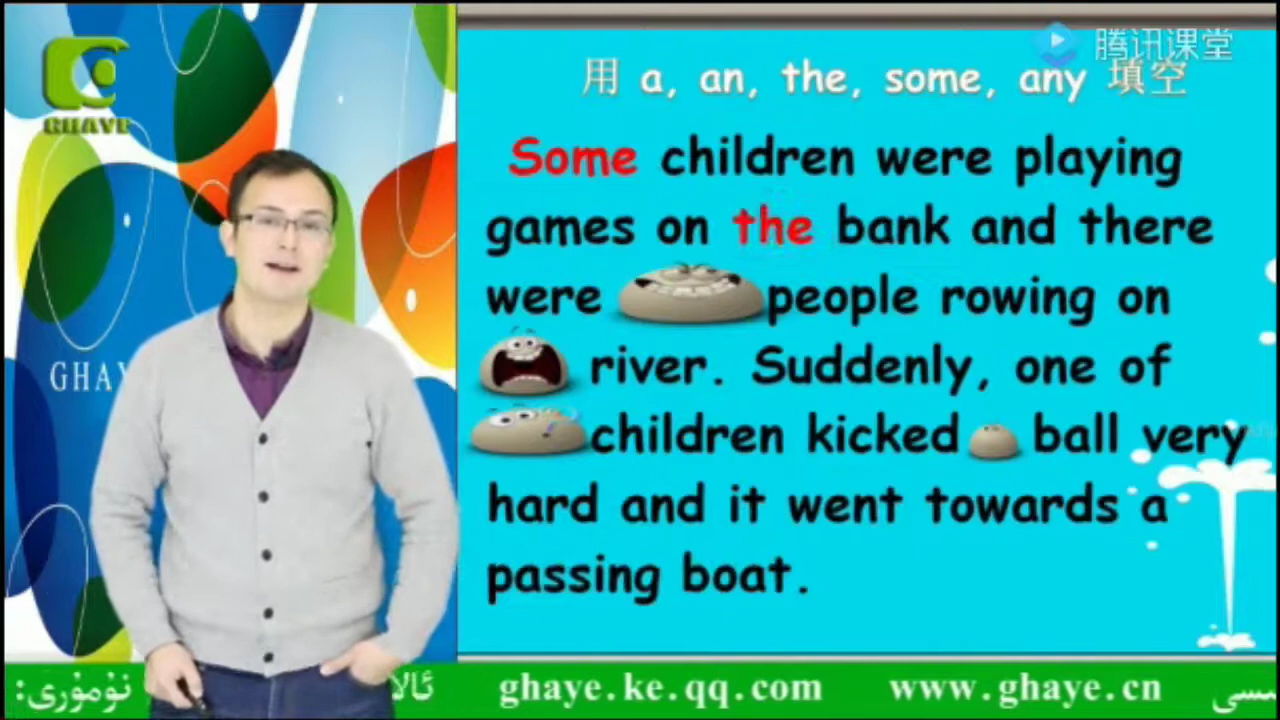 GHAYE
腾讯课堂
用 a, an, the, some, any 填空
Some children were playing
games on the bank and there
were people rowing on
river. Suddenly, one of
children kicked ball very
hard and it went towards a
passing boat.
GHAY
نۇمۇرى:
ئالا
ghaye.ke.qq.com
www.ghaye.cn